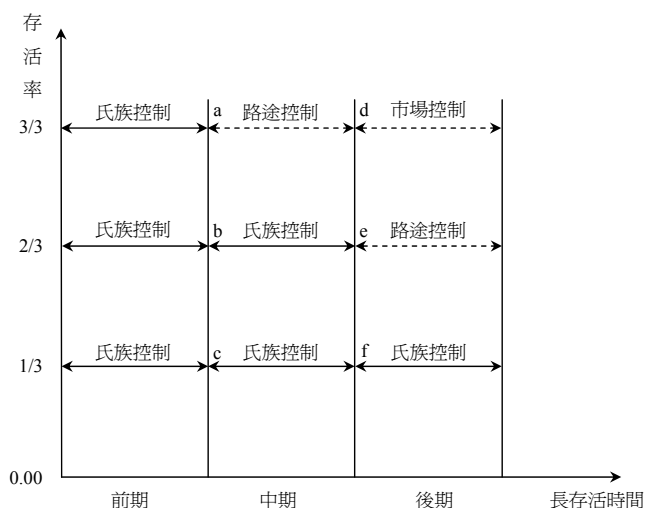 存
活
率
氏族控制 a 路途控制 d 市場控制
3/3
氏族控制 b 氏族控制 e 路途控制
2/3
氏族控制 c 氏族控制 f 氏族控制
1/3
0.00
前期 中期 後期 長存活時間